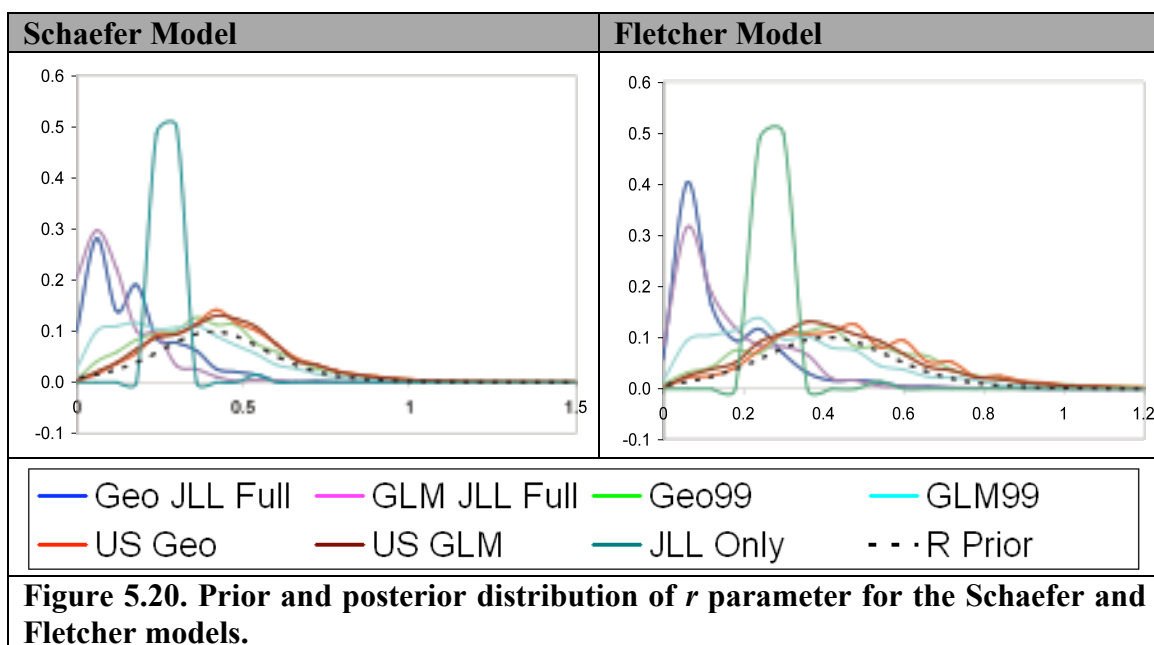 Schaefer Model
Fletcher Model
0.6
0.5
0.4
0.3
0.2
0.1
0.0
-0.1
0 0.5 1 1.5
0.6
0.5
0.4
0.3
0.2
0.1
0.0
-0.1
0 0.2 0.4 0.6 0.8 1 1.2
Geo JLL Full GLM JLL Full Geo99 GLM99
US Geo US GLM JLL Only R Prior
Figure 5.20. Prior and posterior distribution of r parameter for the Schaefer and
Fletcher models.